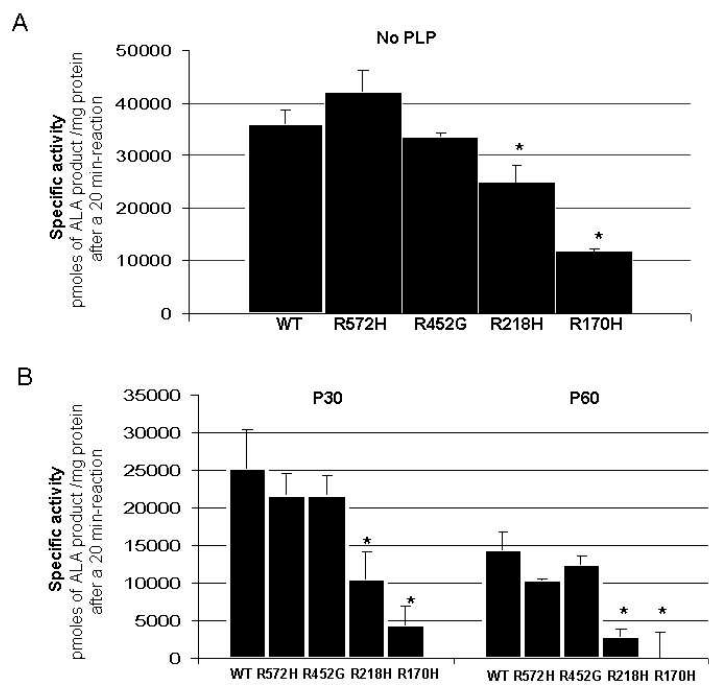 A
No PLP
Specific activity
pmoles of ALA product /mg protein
after a 20 min-reaction
50000
40000
30000
20000
10000
0
*
*
WT R572H R452G R218H R170H
B
P30 P60
Specific activity
pmoles of ALA product /mg protein
after a 20 min-reaction
35000
30000
25000
20000
15000
10000
5000
0
*
*
* *
WT R572H R452G R218H R170H WT R572H R452G R218H R170H